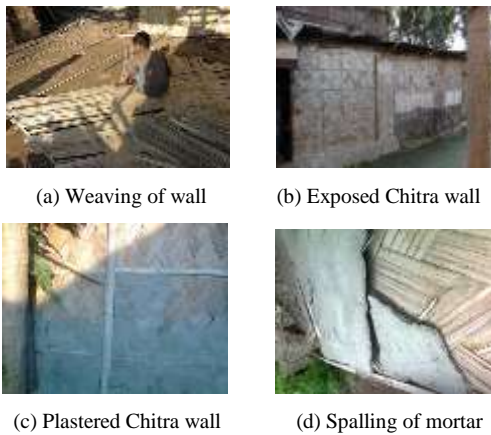 (a) Weaving of wall
(b) Exposed Chitra wall
(c) Plastered Chitra wall
(d) Spalling of mortar